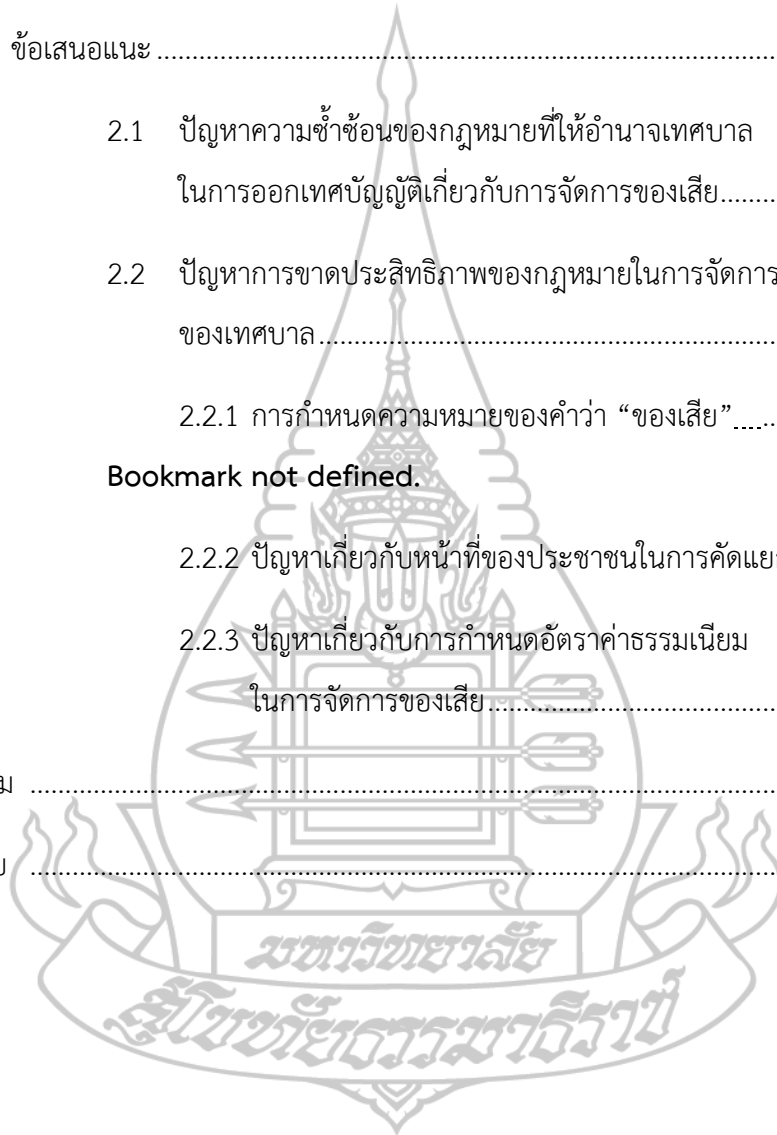 ข้อเสนอแนะ ........................................................................................
2.1 ปัญหาความซ้ำซ้อนของกฎหมายที่ให้อำนาจเทศบาล
ในการออกเทศบัญญัติเกี่ยวกับการจัดการของเสีย........
2.2 ปัญหาการขาดประสิทธิภาพของกฎหมายในการจัดการ
ของเทศบาล..................................................................
2.2.1 การกำหนดความหมายของคำว่า “ของเสีย”......
Bookmark not defined.
2.2.2 ปัญหาเกี่ยวกับหน้าที่ของประชาชนในการคัดแย
2.2.3 ปัญหาเกี่ยวกับการกำหนดอัตราค่าธรรมเนียม
ในการจัดการของเสีย.........................................
ม ..........................................................................................................
ย ..........................................................................................................
มหาวิทยาลัย
สุโขทัยธรรมาธิราช